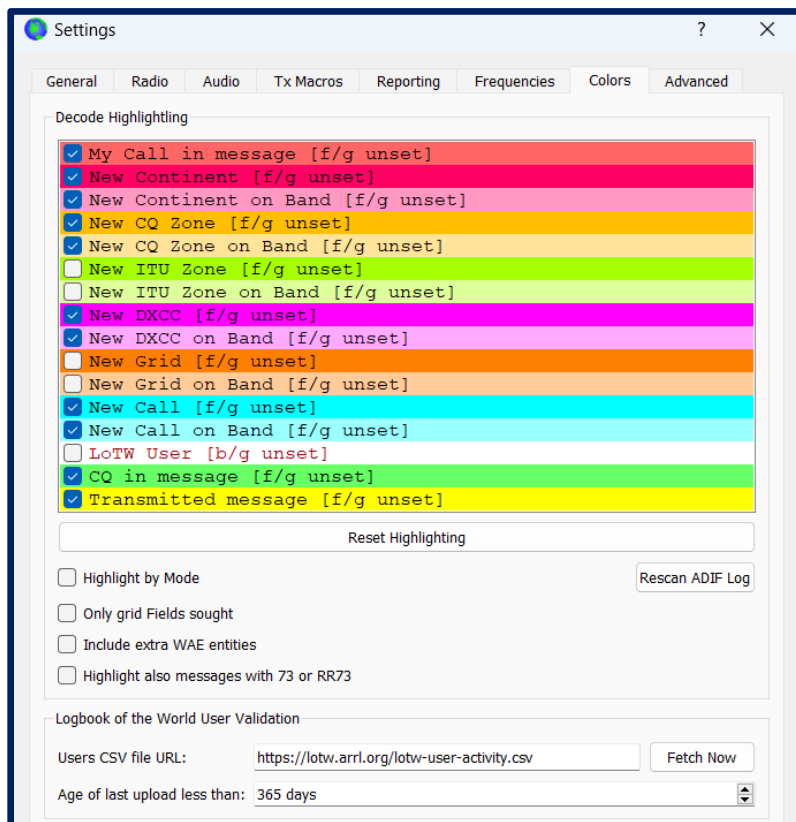 Settings ?
General Radio Audio Tx Macros Reporting Frequencies Colors Advanced
Decode Highlightling
My Call in message [f/g unset]
New Continent [f/g unset]
New Continent on Band [f/g unset]
New CQ Zone [f/g unset]
New CQ Zone on Band [f/g unset]
New ITU Zone [f/g unset]
New ITU Zone on Band [f/g unset]
New DXCC [f/g unset]
New DXCC on Band [f/g unset]
New Grid [f/g unset]
New Grid on Band [f/g unset]
New Call [f/g unset]
New Call on Band [f/g unset]
LoTW User [b/g unset]
CQ in message [f/g unset]
Transmitted message [f/g unset]
Reset Highlighting
Highlight by Mode Rescan ADIF Log
Only grid Fields sought
Include extra WAE entities
Highlight also messages with 73 or RR73
Logbook of the World User Validation
Users CSV file URL: https://lotw.arrl.org/lotw-user-activity.csv Fetch Now
Age of last upload less than: 365 days